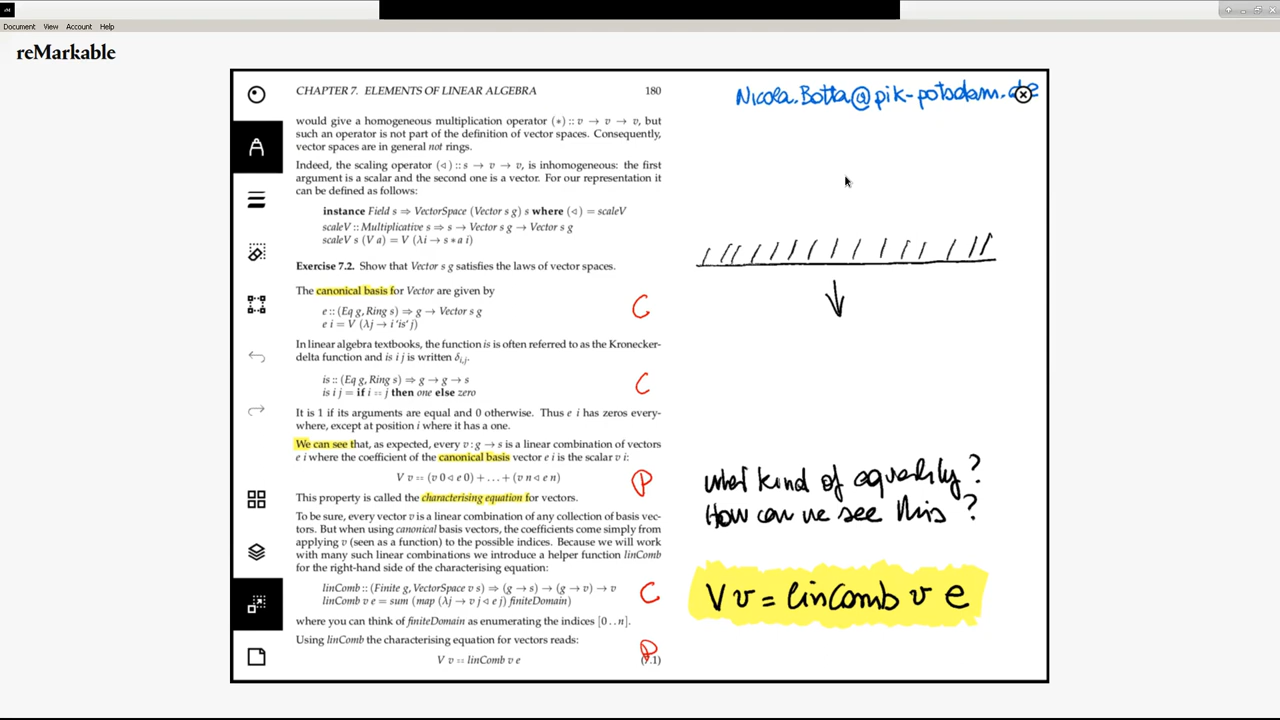 Document View Account Help
reMarkable
CHAPTER 7. ELEMENTS OF LINEAR ALGEBRA 180
would give a homogeneous multiplication operator (∗) :: v → v → v, but
such an operator is not part of the definition of vector spaces. Consequently,
vector spaces are in general not rings.
Indeed, the scaling operator (◁) :: s → v → v, is inhomogeneous: the first
argument is a scalar and the second one is a vector. For our representation it
can be defined as follows:
instance Field s ⇒ VectorSpace (Vector s g) s where (◁) = scaleV
scaleV :: Multiplicative s ⇒ s → Vector s g → Vector s g
scaleV s (V a) = V (λi → s ∗ a i)
Exercise 7.2. Show that Vector s g satisfies the laws of vector spaces.
The canonical basis for Vector are given by
e :: (Eq g, Ring s) ⇒ g → Vector s g
e i = V (λj → i ‘is‘ j)
C
In linear algebra textbooks, the function is is often referred to as the Kronecker-
delta function and is i j is written δi,j.
is :: (Eq g, Ring s) ⇒ g → g → s
is i j = if i == j then one else zero
C
It is 1 if its arguments are equal and 0 otherwise. Thus e i has zeros every-
where, except at position i where it has a one.
We can see that, as expected, every v : g → s is a linear combination of vectors
e i where the coefficient of the canonical basis vector e i is the scalar v i:
V v == (v 0 ◁ e 0) + . . . + (v n ◁ e n)
P
This property is called the characterising equation for vectors.
To be sure, every vector v is a linear combination of any collection of basis vec-
tors. But when using canonical basis vectors, the coefficients come simply from
applying v (seen as a function) to the possible indices. Because we will work
with many such linear combinations we introduce a helper function linComb
for the right-hand side of the characterising equation:
linComb :: (Finite g, VectorSpace v s) ⇒ (g → s) → (g → v) → v
linComb v e = sum (map (λj → v j ◁ e j) finiteDomain)
C
where you can think of finiteDomain as enumerating the indices [0 . . n].
Using linComb the characterising equation for vectors reads:
V v == linComb v e (7.1)
P
Nicola.Botta@pik-potsdam.de
what kind of equality?
How can we see this?
V v = linComb v e